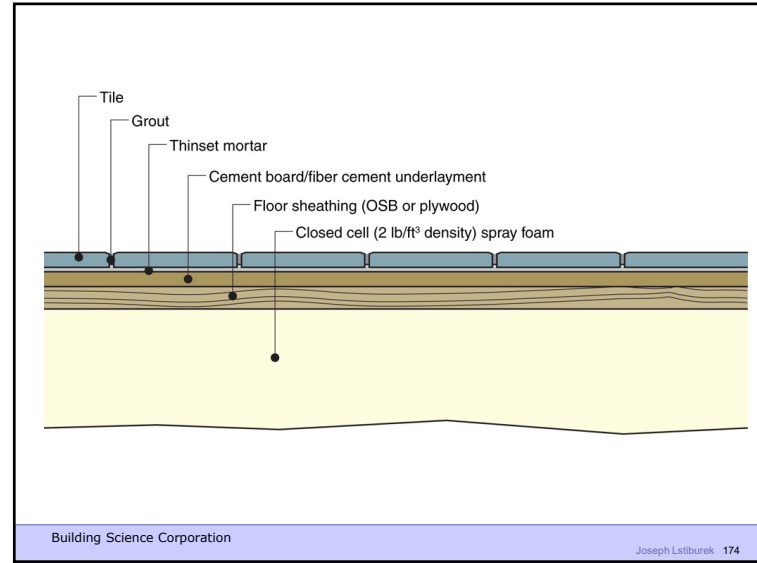 Tile
Grout
Thinset mortar
Cement board/fiber cement underlayment
Floor sheathing (OSB or plywood)
Closed cell (2 lb/ft³ density) spray foam
Building Science Corporation
Joseph Lstiburek 174